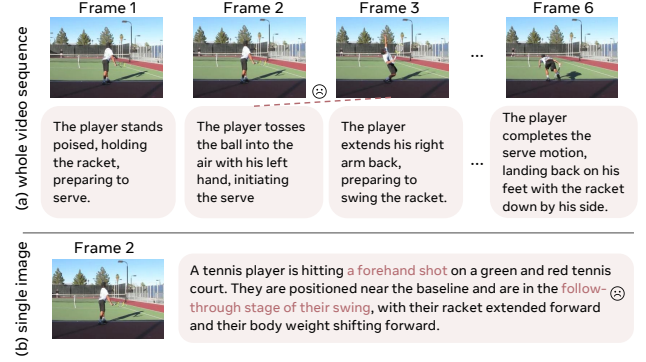 Frame 1
Frame 2
Frame 3
...
Frame 6
(a) whole video sequence
The player stands
poised, holding
the racket,
preparing to
serve.
The player tosses
the ball into the
air with his left
hand, initiating
the serve
The player
extends his right
arm back,
preparing to
swing the racket.
...
The player
completes the
serve motion,
landing back on his
feet with the racket
down by his side.
(b) single image
Frame 2
A tennis player is hitting a forehand shot on a green and red tennis
court. They are positioned near the baseline and are in the follow-
through stage of their swing, with their racket extended forward
and their body weight shifting forward.